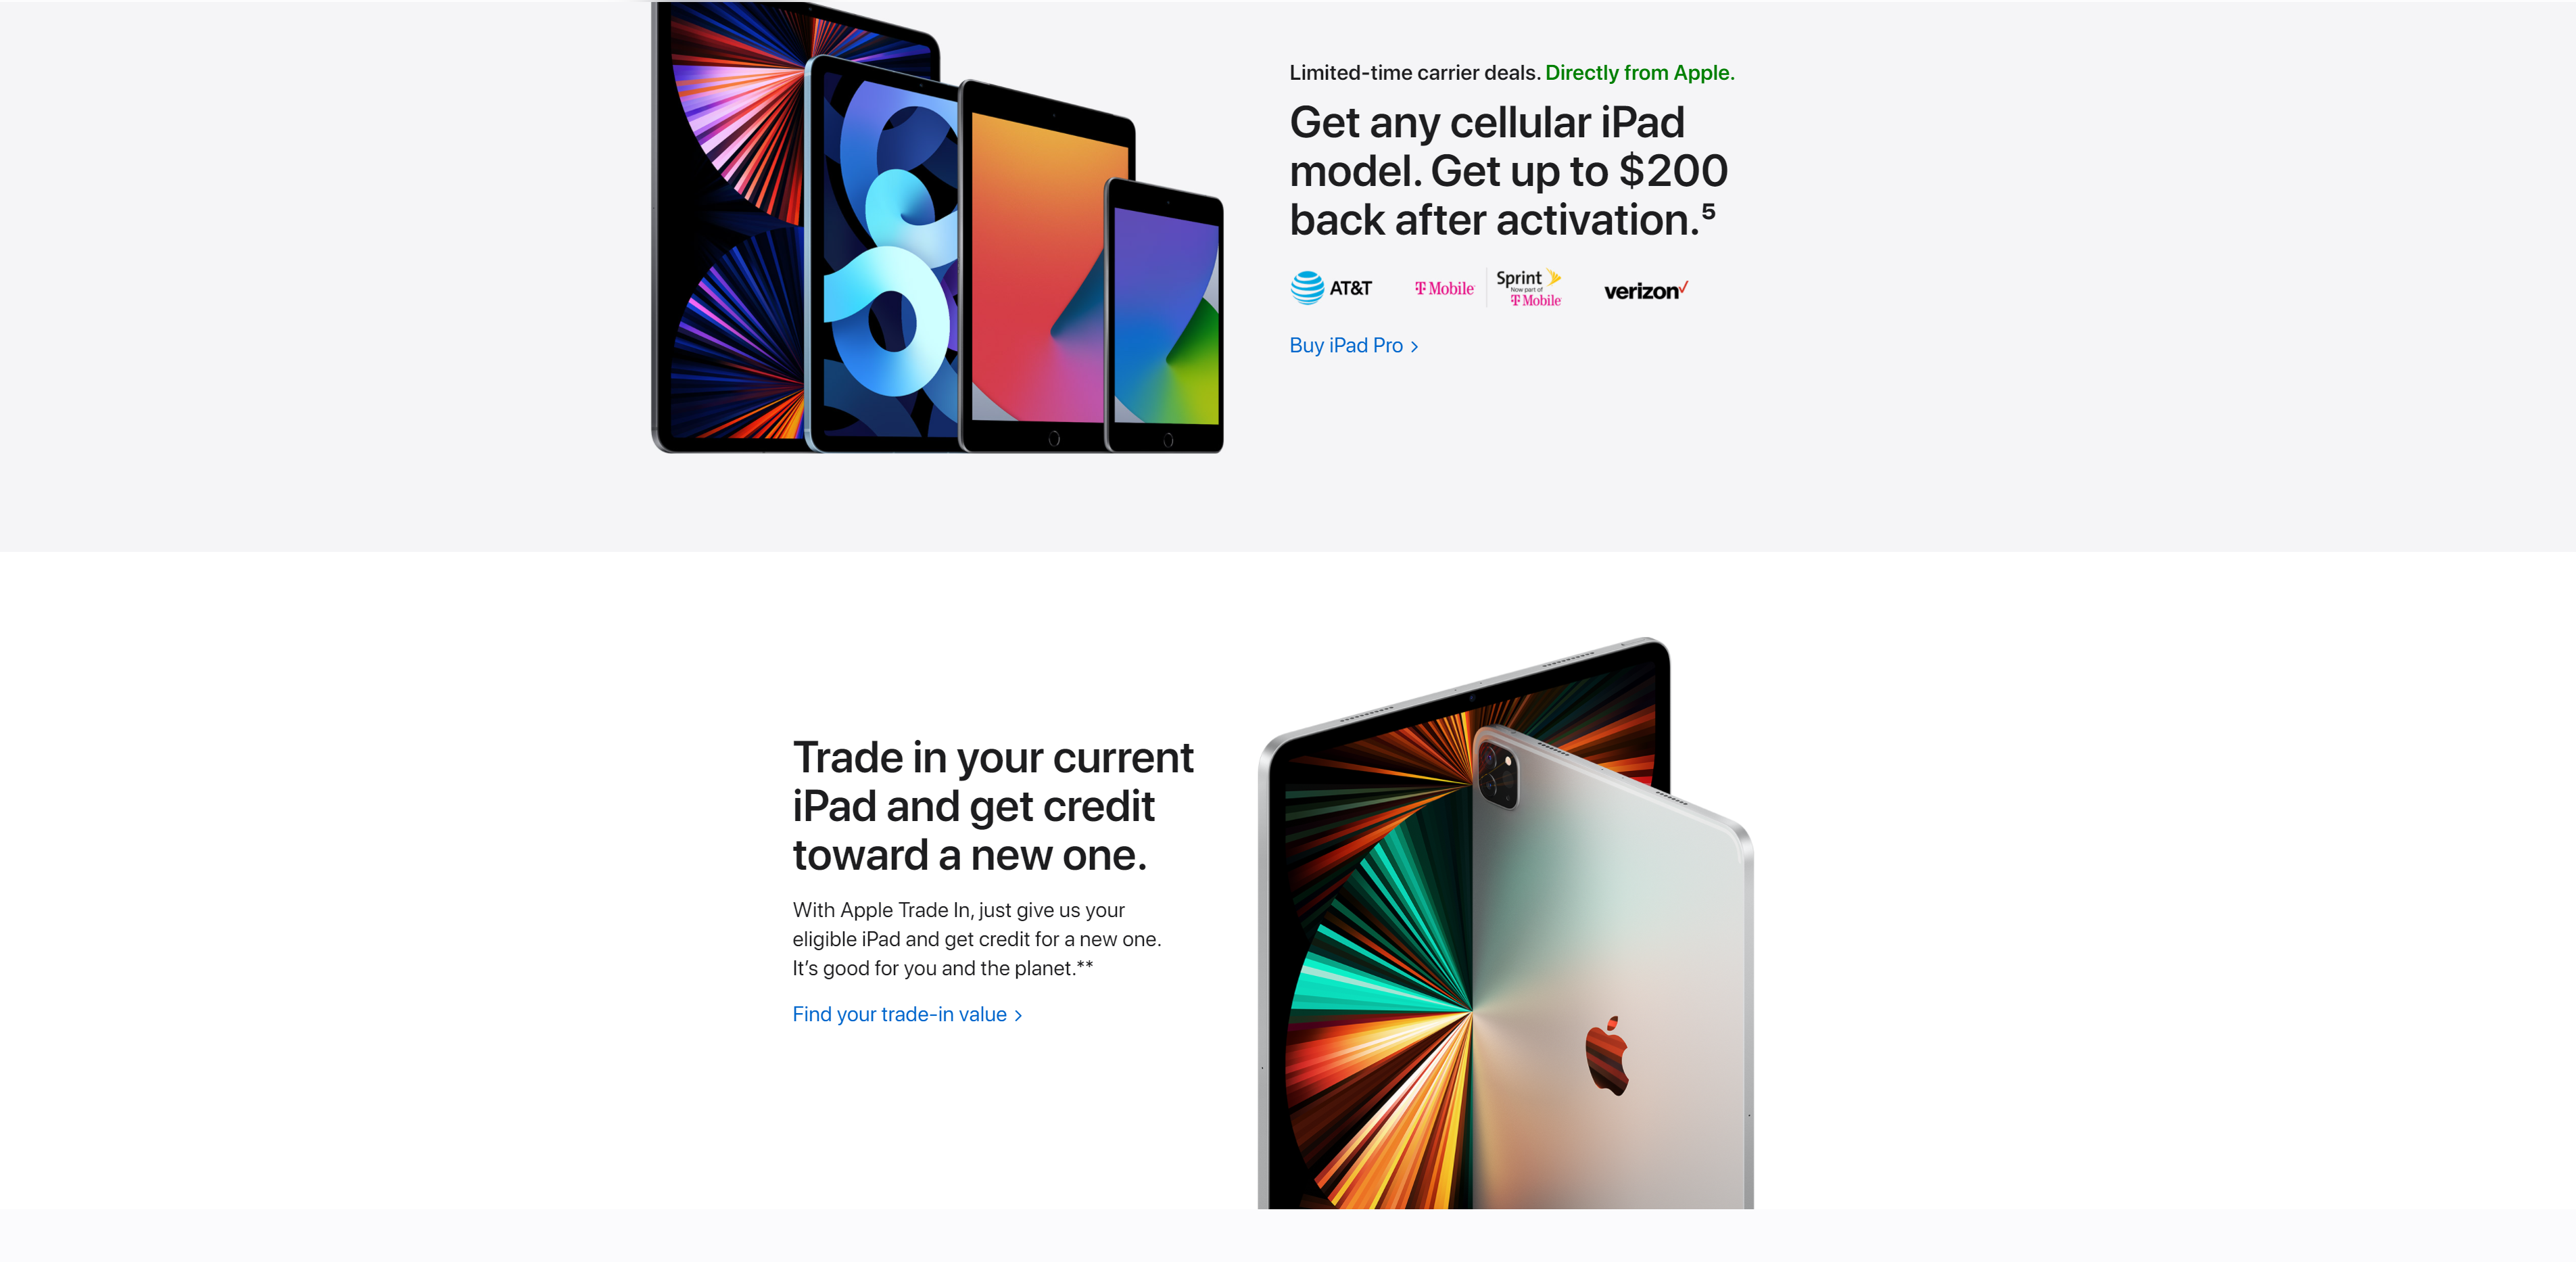 Limited-time carrier deals. Directly from Apple.
Get any cellular iPad
model. Get up to $200
back after activation.⁵
AT&T
T Mobile
Sprint
Now part of
T Mobile
verizon✓
Buy iPad Pro >
Trade in your current
iPad and get credit
toward a new one.
With Apple Trade In, just give us your
eligible iPad and get credit for a new one.
It’s good for you and the planet.**
Find your trade-in value >